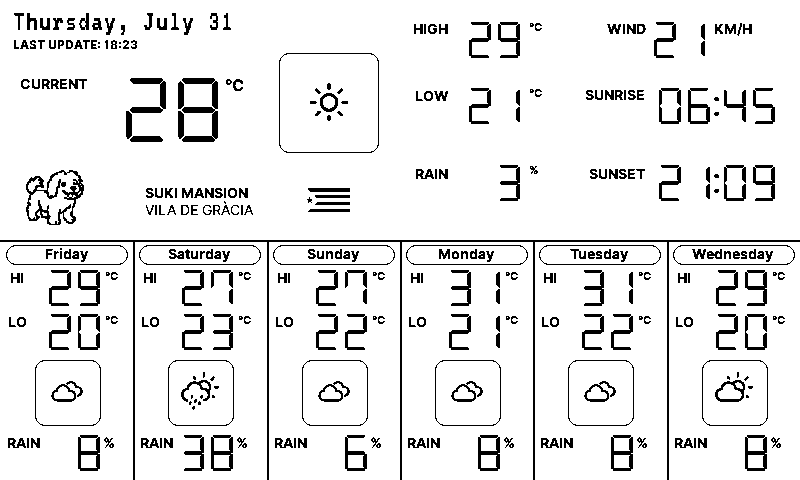 Thursday, July 31
LAST UPDATE: 18:23
CURRENT 28 °C
SUKI MANSION
VILA DE GRÀCIA
HIGH 29 °C
LOW 21 °C
RAIN 3 %
WIND 21 KM/H
SUNRISE 06:45
SUNSET 21:09
Friday
HI 29 °C
LO 20 °C
RAIN 8 %
Saturday
HI 27 °C
LO 23 °C
RAIN 38 %
Sunday
HI 27 °C
LO 22 °C
RAIN 6 %
Monday
HI 31 °C
LO 21 °C
RAIN 8 %
Tuesday
HI 31 °C
LO 22 °C
RAIN 8 %
Wednesday
HI 29 °C
LO 20 °C
RAIN 8 %